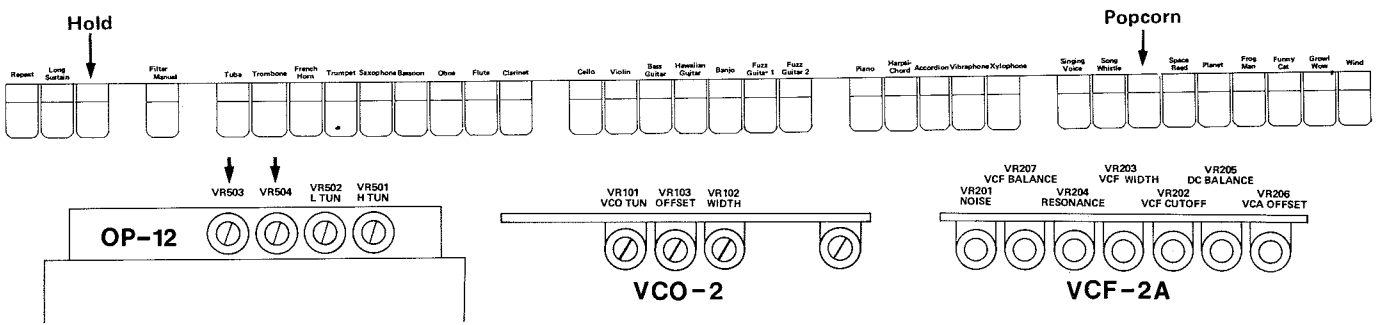 Hold
Popcorn
Repeat
Long
Sustain
Filter
Manual
Tuba
Trombone
French
Horn
Trumpet
Saxophone
Bassoon
Oboe
Flute
Clarinet
Cello
Violin
Bass
Guitar
Hawaiian
Guitar
Banjo
Fuzz
Guitar 1
Fuzz
Guitar 2
Piano
Harpsi-
Chord
Accordion
Vibraphone
Xylophone
Singing
Voice
Song
Whistle
Space
Reed
Planet
Frog
Man
Funny
Cat
Growl
Wow
Wind
VR503
VR504
VR502
L TUN
VR501
H TUN
OP-12
VR101
VCO TUN
VR103
OFFSET
VR102
WIDTH
VCO-2
VR201
NOISE
VR207
VCF BALANCE
VR204
RESONANCE
VR203
VCF WIDTH
VR202
VCF CUTOFF
VR205
DC BALANCE
VR206
VCA OFFSET
VCF-2A